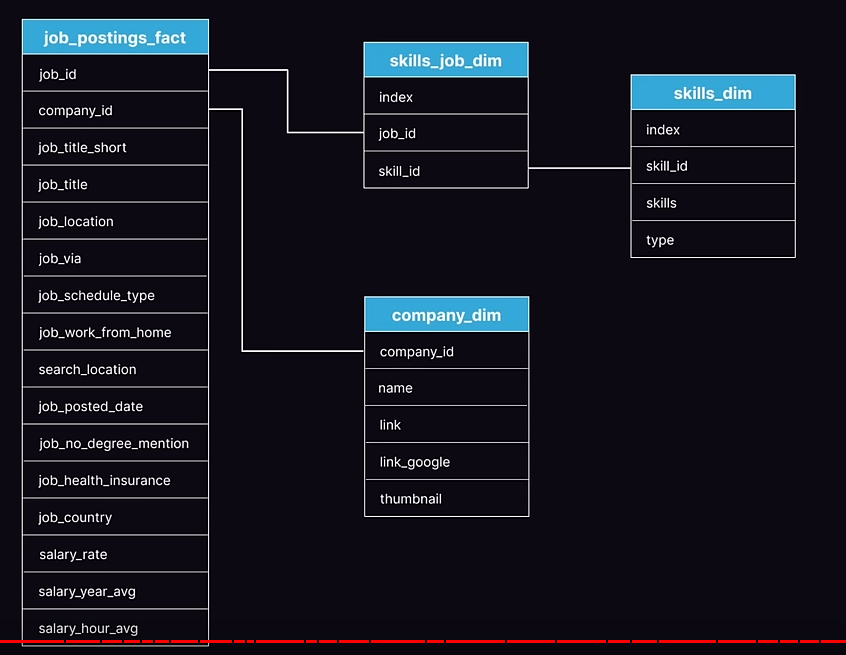 job_postings_fact
job_id
company_id
job_title_short
job_title
job_location
job_via
job_schedule_type
job_work_from_home
search_location
job_posted_date
job_no_degree_mention
job_health_insurance
job_country
salary_rate
salary_year_avg
salary_hour_avg
skills_job_dim
index
job_id
skill_id
skills_dim
index
skill_id
skills
type
company_dim
company_id
name
link
link_google
thumbnail